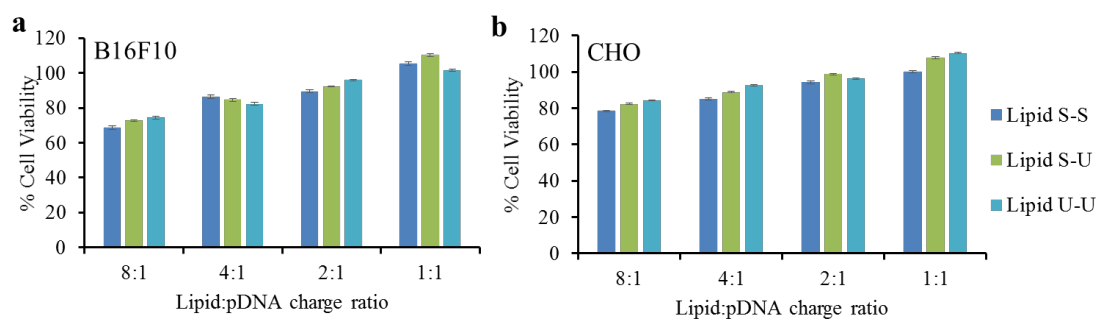 a
B16F10
120
100
80
60
40
20
0
% Cell Viability
8:1 4:1 2:1 1:1
Lipid:pDNA charge ratio
b
CHO
120
100
80
60
40
20
0
% Cell Viability
8:1 4:1 2:1 1:1
Lipid:pDNA charge ratio
Lipid S-S
Lipid S-U
Lipid U-U